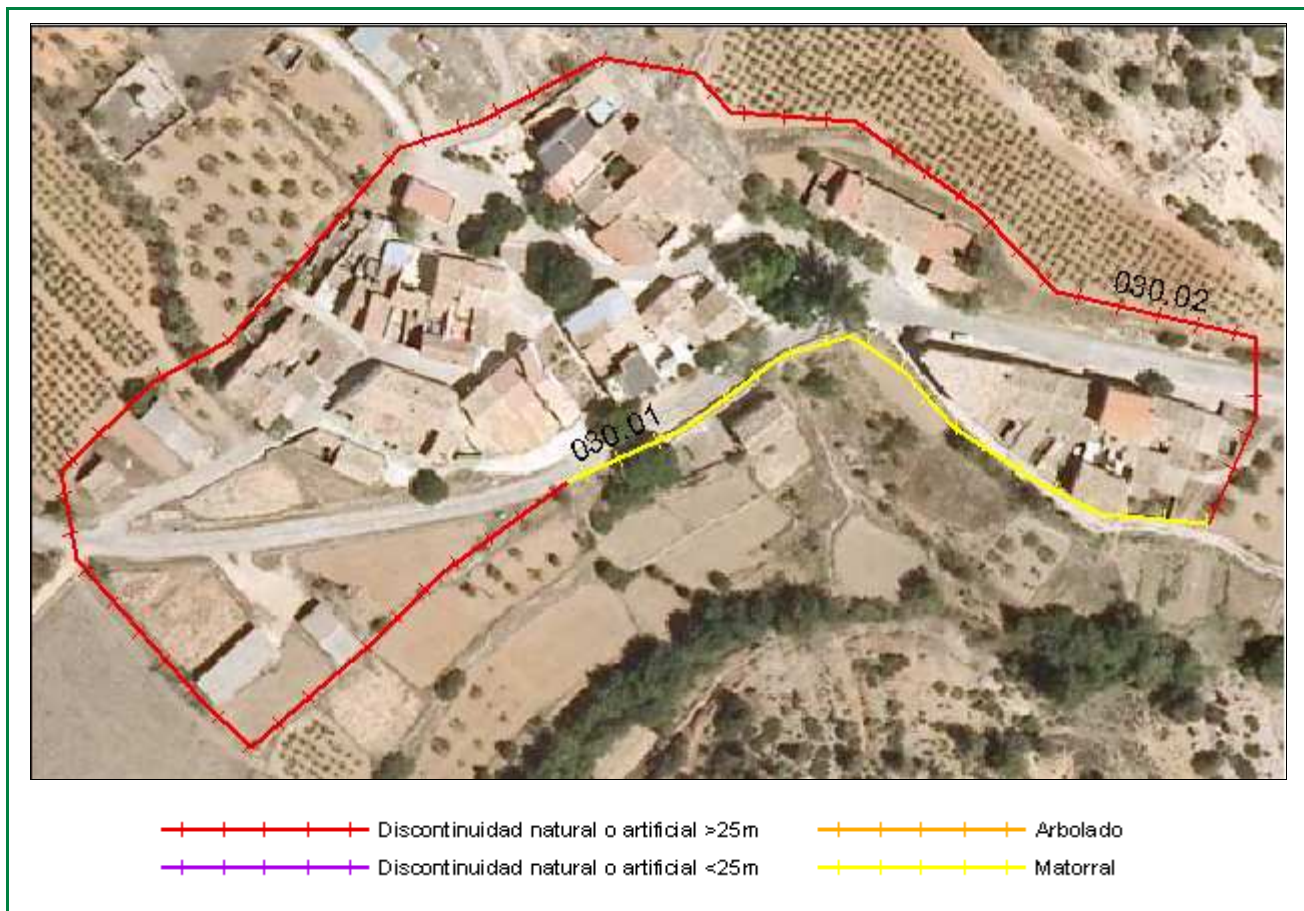 030.02
030.01
Discontinuidad natural o artificial >25m
Arbolado
Discontinuidad natural o artificial <25m
Matorral